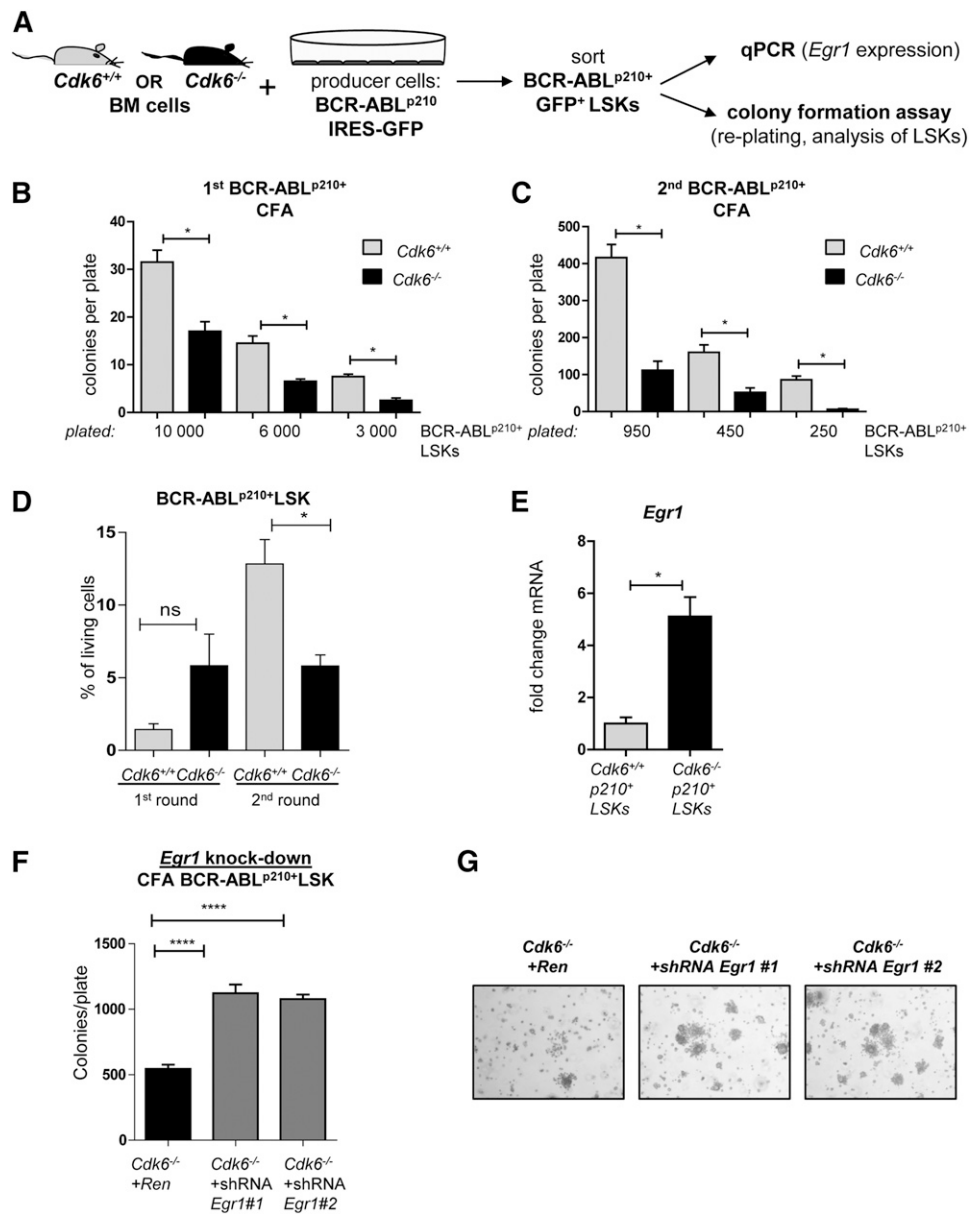 A
Cdk6+/+ OR Cdk6-/-
BM cells
+
producer cells:
BCR-ABLp210
IRES-GFP
sort
BCR-ABLp210+
GFP+ LSKs
qPCR (Egr1 expression)
colony formation assay
(re-plating, analysis of LSKs)
B
1st BCR-ABLp210+
CFA
colonies per plate
40
30
20
10
0
*
*
*
Cdk6+/+
Cdk6-/-
plated: 10 000 6 000 3 000 BCR-ABLp210+
LSKs
C
2nd BCR-ABLp210+
CFA
colonies per plate
500
400
300
200
100
0
*
*
*
Cdk6+/+
Cdk6-/-
plated: 950 450 250 BCR-ABLp210+
LSKs
D
BCR-ABLp210+LSK
% of living cells
15
10
5
0
ns
*
Cdk6+/+ Cdk6-/- Cdk6+/+ Cdk6-/-
1st round 2nd round
E
Egr1
fold change mRNA
8
6
4
2
0
*
Cdk6+/+ Cdk6-/-
p210+ p210+
LSKs LSKs
F
Egr1 knock-down
CFA BCR-ABLp210+LSK
Colonies/plate
1500
1000
500
0
****
****
Cdk6-/- Cdk6-/- Cdk6-/-
+Ren +shRNA +shRNA
Egr1#1 Egr1#2
G
Cdk6-/- Cdk6-/- Cdk6-/-
+Ren +shRNA Egr1 #1 +shRNA Egr1 #2